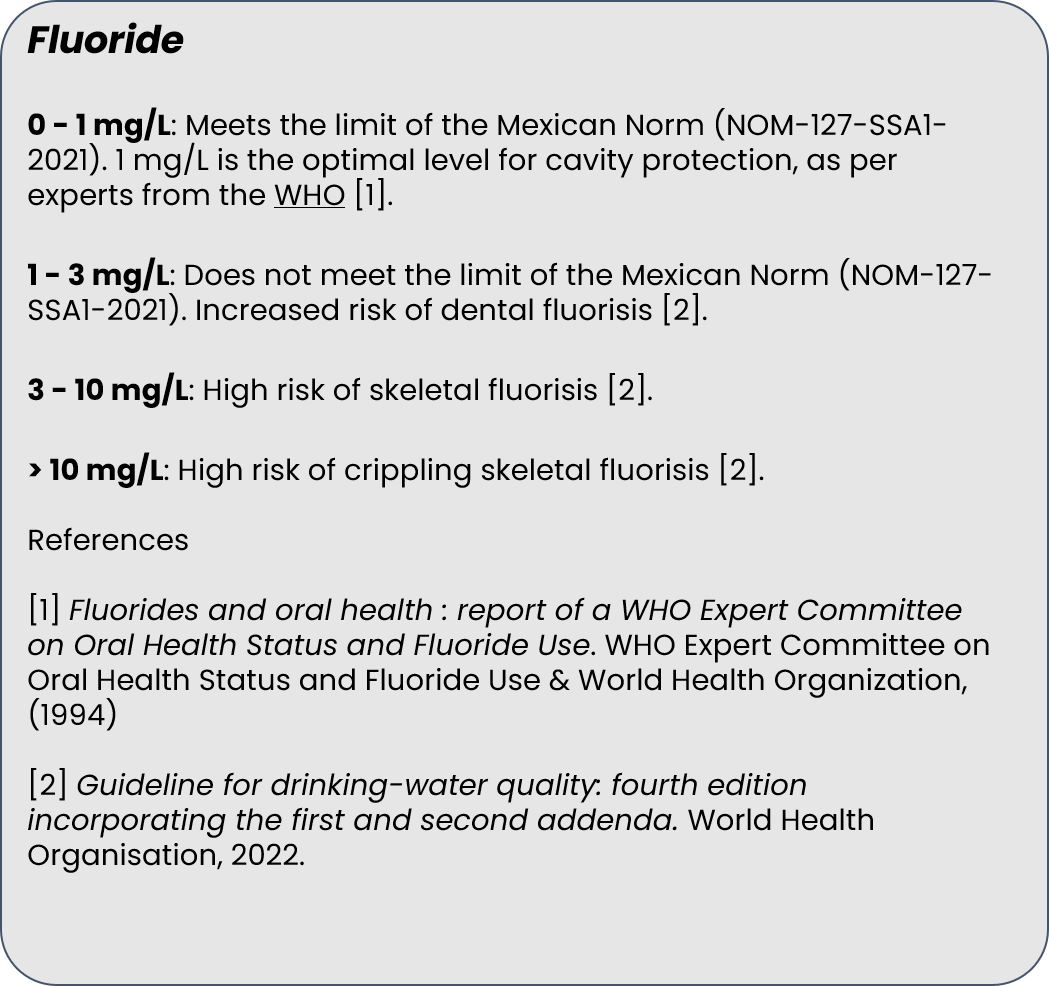 Fluoride
0 - 1 mg/L: Meets the limit of the Mexican Norm (NOM-127-SSA1-
2021). 1 mg/L is the optimal level for cavity protection, as per
experts from the WHO [1].
1 - 3 mg/L: Does not meet the limit of the Mexican Norm (NOM-127-
SSA1-2021). Increased risk of dental fluorisis [2].
3 - 10 mg/L: High risk of skeletal fluorisis [2].
> 10 mg/L: High risk of crippling skeletal fluorisis [2].
References
[1] Fluorides and oral health : report of a WHO Expert Committee
on Oral Health Status and Fluoride Use. WHO Expert Committee on
Oral Health Status and Fluoride Use & World Health Organization,
(1994)
[2] Guideline for drinking-water quality: fourth edition
incorporating the first and second addenda. World Health
Organisation, 2022.